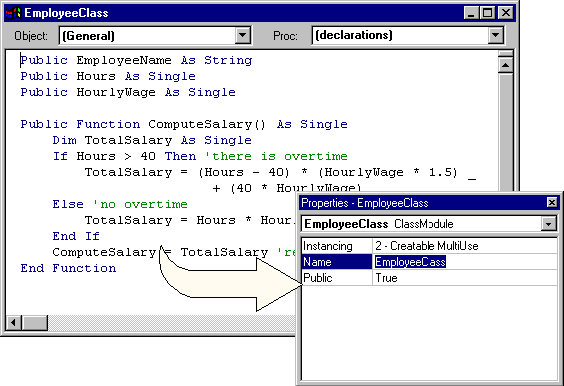 EmployeeClass
Object: (General) Proc: (declarations)
Public EmployeeName As String
Public Hours As Single
Public HourlyWage As Single
Public Function ComputeSalary() As Single
Dim TotalSalary As Single
If Hours > 40 Then 'there is overtime
TotalSalary = (Hours - 40) * (HourlyWage * 1.5) _
+ (40 * HourlyWage)
Else 'no overtime
TotalSalary = Hours * Hour
End If
ComputeSalary = TotalSalary 're
End Function
Properties - EmployeeClass
EmployeeClass ClassModule
Instancing 2 - Creatable MultiUse
Name EmployeeCass
Public True